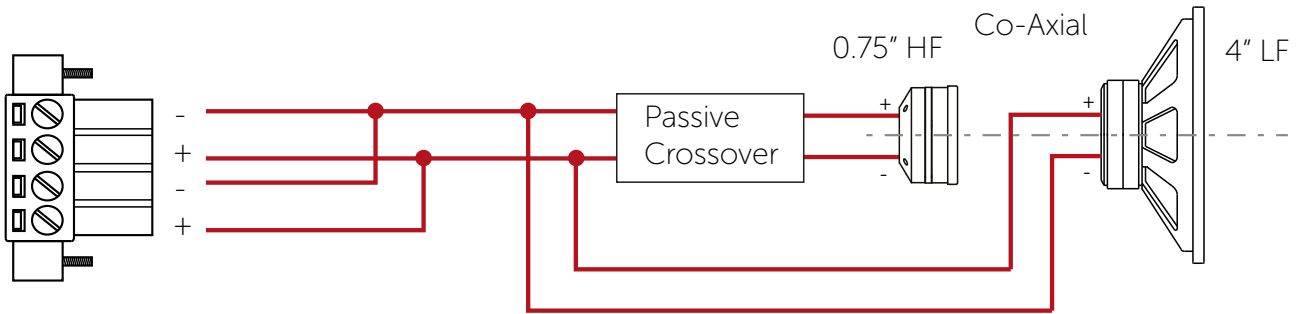 Co-Axial
0.75" HF
4" LF
-
+
-
+
Passive
Crossover
+
-
+
-